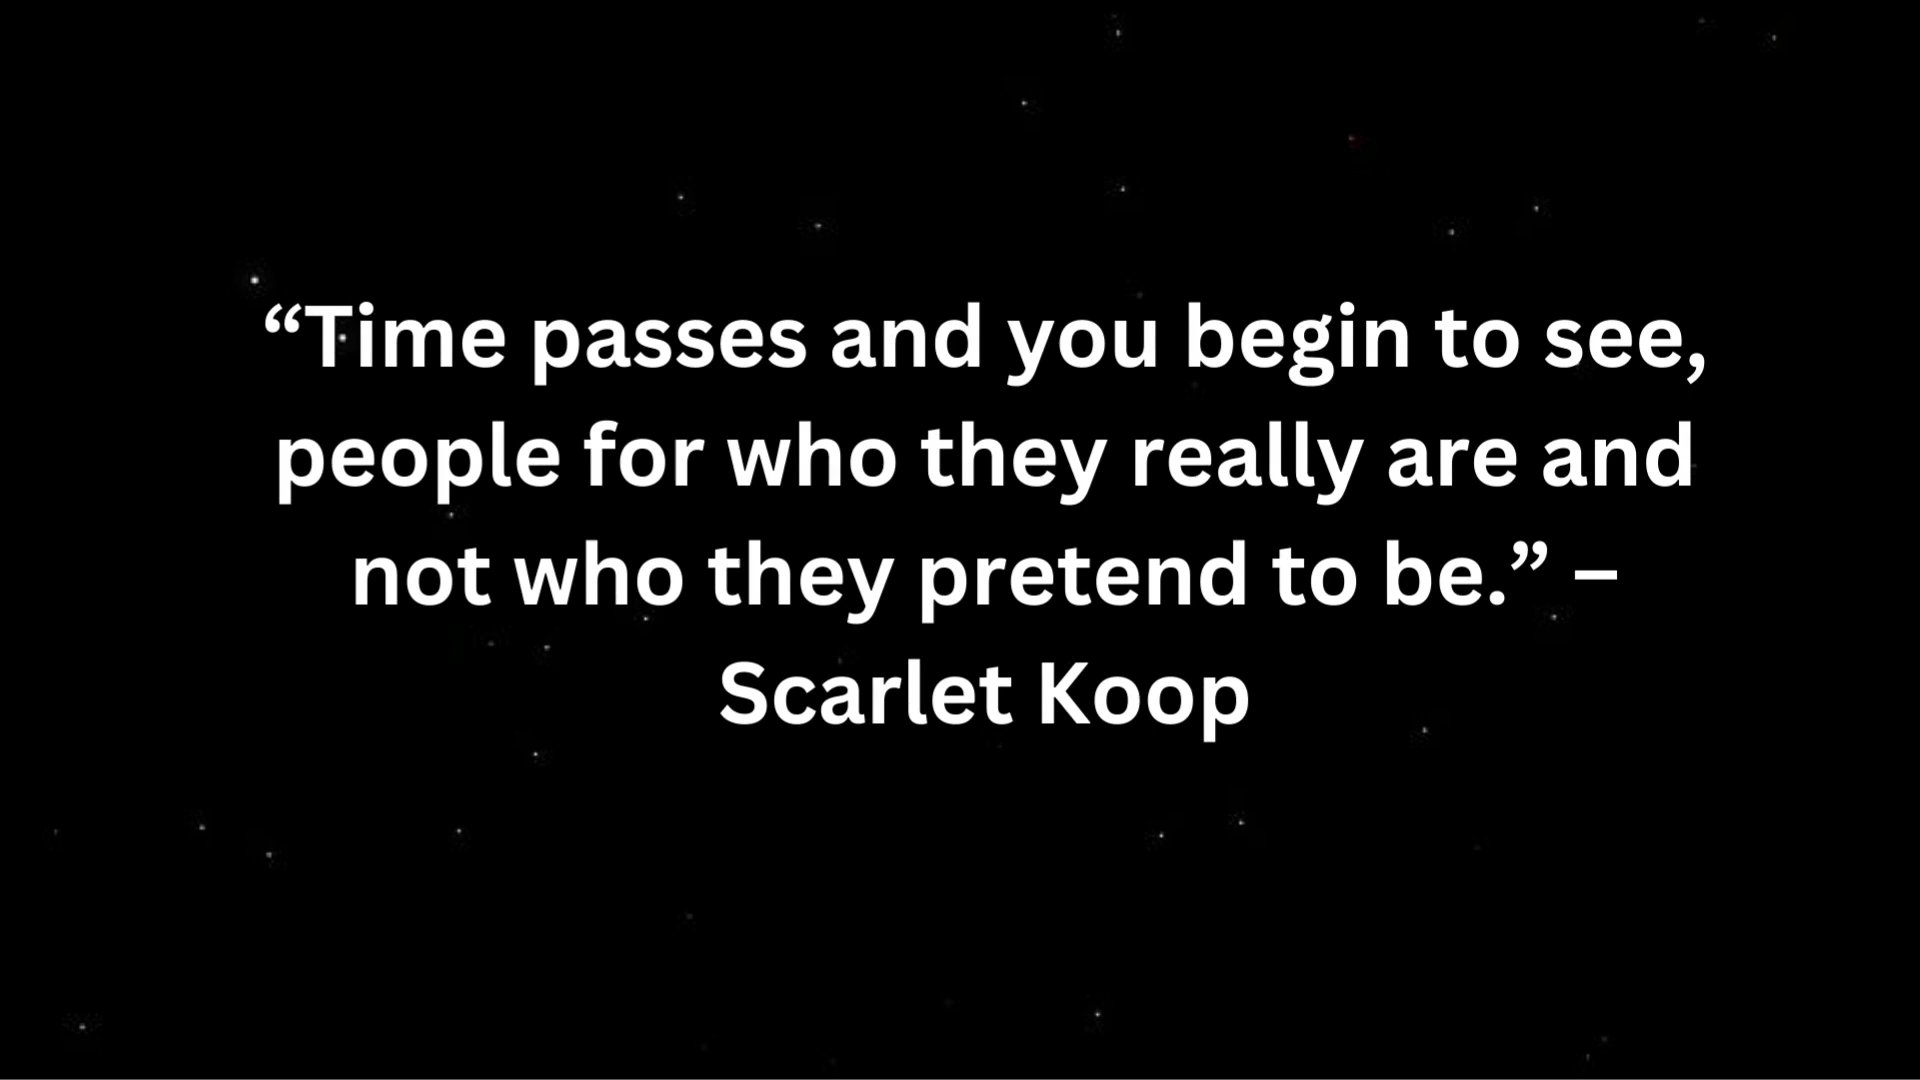 “Time passes and you begin to see,
people for who they really are and
not who they pretend to be.” –
Scarlet Koop